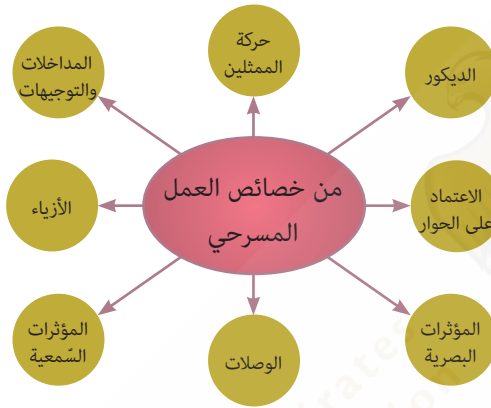 حركة
الممثلين
الديكور
المداخلات
والتوجيهات
من خصائص العمل
المسرحي
الاعتماد
على الحوار
الأزياء
المؤثرات
البصرية
الوصلات
المؤثرات
السّمعية